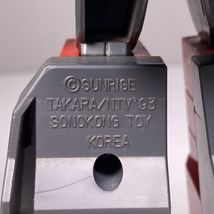 ©SUNRISE
TAKARA/NTV '93
SONOKONG TOY
KOREA